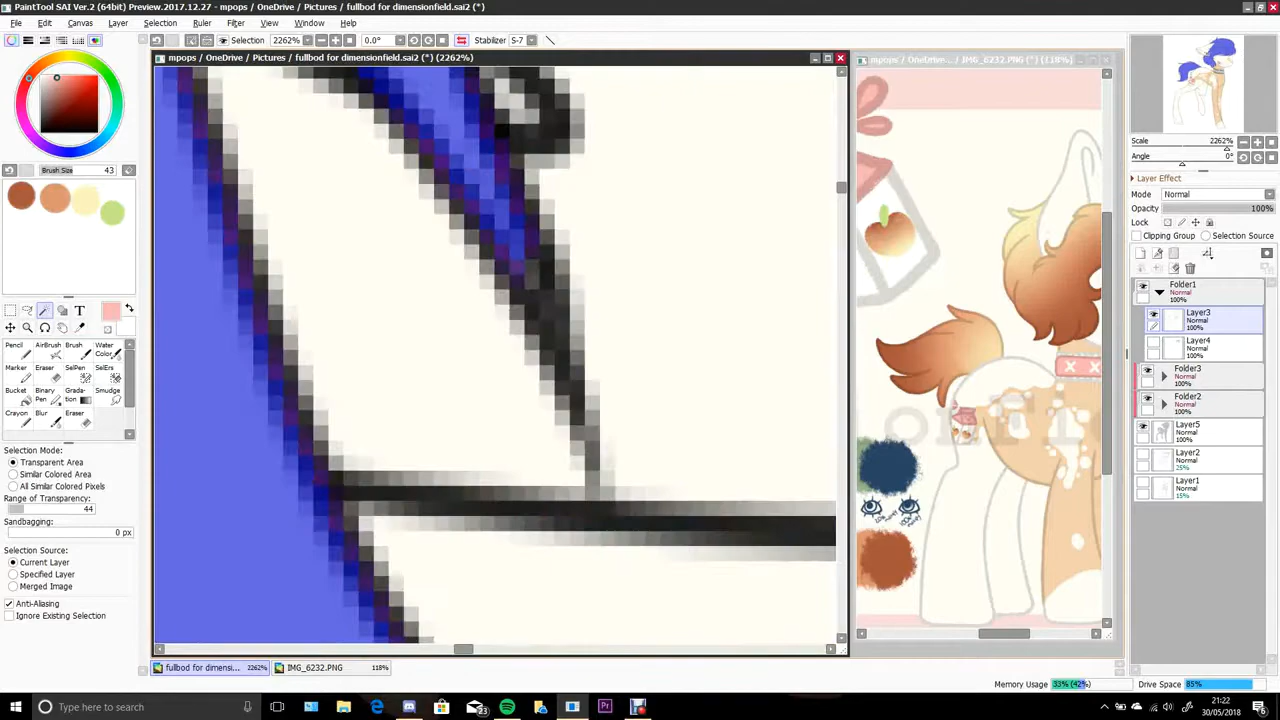 PaintTool SAI Ver.2 (64bit) Preview.2017.12.27 - mpops / OneDrive / Pictures / fullbod for dimensionfield.sai2 (*)
File Edit Canvas Layer Selection Ruler Filter View Window Help
Selection 2262% 0.0° Stabilizer S-7
mpops / OneDrive / Pictures / fullbod for dimensionfield.sai2 (*) (2262%)
mpops / OneDrive ... / IMG_6232.PNG (*) (118%)
Brush Size 43
T
Pencil AirBrush Brush Water Color
Marker Eraser SelPen SelErs
Bucket Binary Pen Gradation Smudge
Crayon Blur Eraser
Selection Mode:
Transparent Area
Similar Colored Area
All Similar Colored Pixels
Range of Transparency:
44
Sandbagging:
0 px
Selection Source:
Current Layer
Specified Layer
Merged Image
Anti-Aliasing
Ignore Existing Selection
Scale 2262%
Angle 0°
Layer Effect
Mode Normal
Opacity 100%
Lock
Clipping Group Selection Source
Folder1
Normal
100%
Layer3
Normal
100%
Layer4
Normal
100%
Folder3
Normal
100%
Folder2
Normal
100%
Layer5
Normal
100%
Layer2
25%
Layer1
15%
fullbod for dimensi... 2262% IMG_6232.PNG 118%
Memory Usage 33% (42%) Drive Space 85%
Type here to search 23 Pr 21:22
30/05/2018